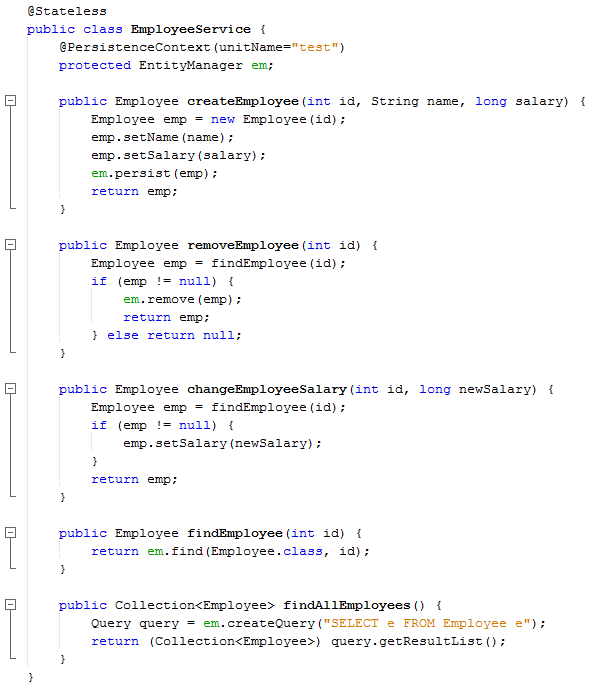 @Stateless
public class EmployeeService {
@PersistenceContext(unitName="test")
protected EntityManager em;
public Employee createEmployee(int id, String name, long salary) {
Employee emp = new Employee(id);
emp.setName(name);
emp.setSalary(salary);
em.persist(emp);
return emp;
}
public Employee removeEmployee(int id) {
Employee emp = findEmployee(id);
if (emp != null) {
em.remove(emp);
return emp;
} else return null;
}
public Employee changeEmployeeSalary(int id, long newSalary) {
Employee emp = findEmployee(id);
if (emp != null) {
emp.setSalary(newSalary);
}
return emp;
}
public Employee findEmployee(int id) {
return em.find(Employee.class, id);
}
public Collection<Employee> findAllEmployees() {
Query query = em.createQuery("SELECT e FROM Employee e");
return (Collection<Employee>) query.getResultList();
}
}